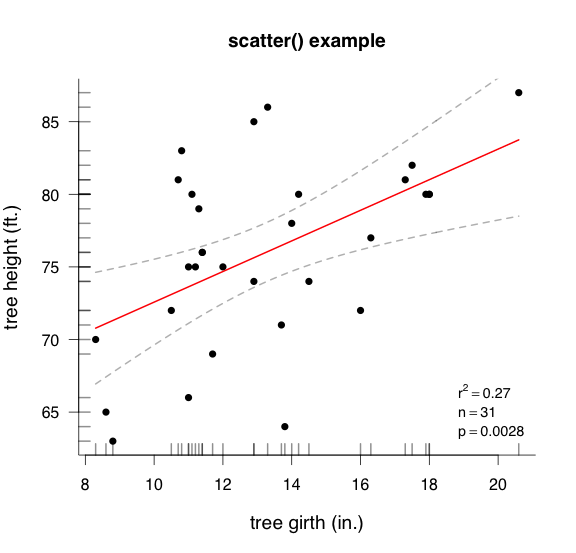 scatter() example
tree height (ft.)
85
80
75
70
65
r² = 0.27
n = 31
p = 0.0028
8 10 12 14 16 18 20
tree girth (in.)